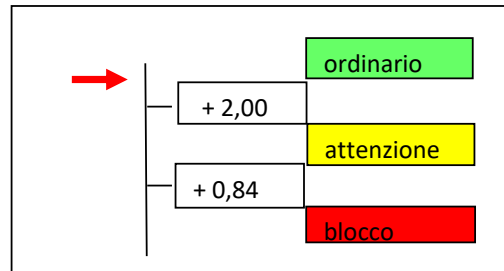 ordinario
+ 2,00
attenzione
+ 0,84
blocco